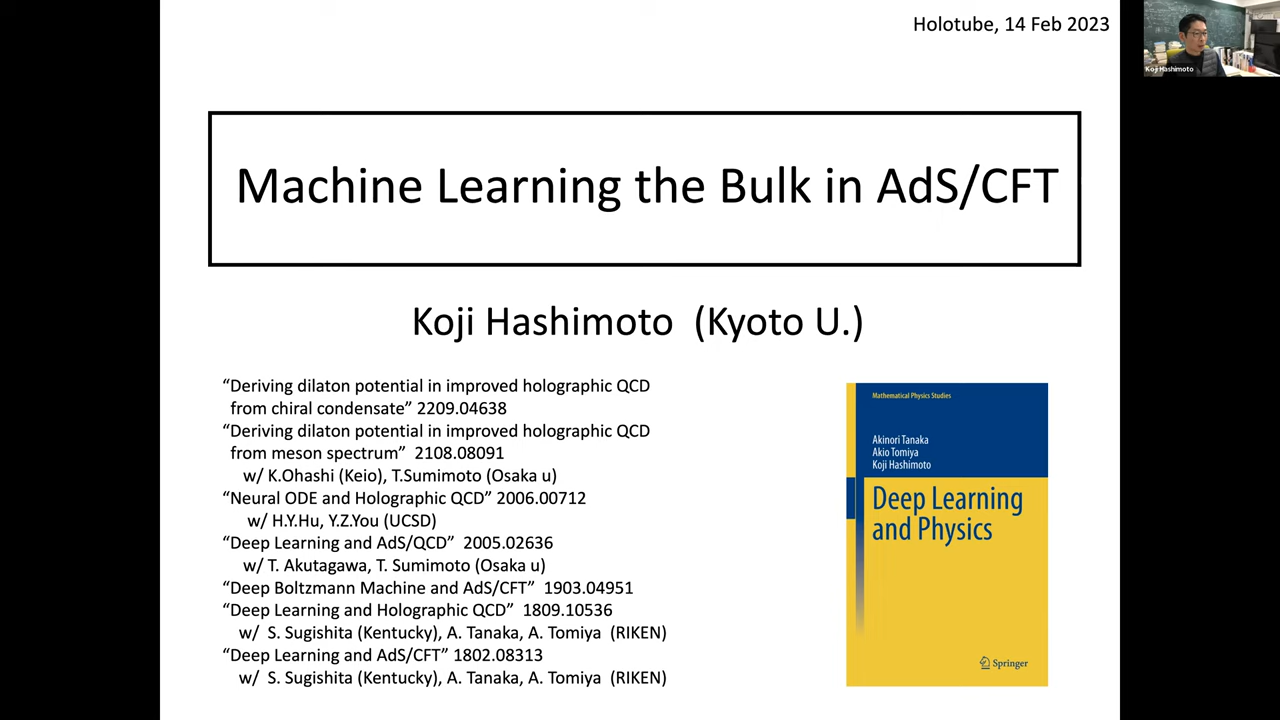 Holotube, 14 Feb 2023
Koji Hashimoto
Machine Learning the Bulk in AdS/CFT
Koji Hashimoto (Kyoto U.)
“Deriving dilaton potential in improved holographic QCD
from chiral condensate” 2209.04638
“Deriving dilaton potential in improved holographic QCD
from meson spectrum” 2108.08091
w/ K.Ohashi (Keio), T.Sumimoto (Osaka u)
“Neural ODE and Holographic QCD” 2006.00712
w/ H.Y.Hu, Y.Z.You (UCSD)
“Deep Learning and AdS/QCD” 2005.02636
w/ T. Akutagawa, T. Sumimoto (Osaka u)
“Deep Boltzmann Machine and AdS/CFT” 1903.04951
“Deep Learning and Holographic QCD” 1809.10536
w/ S. Sugishita (Kentucky), A. Tanaka, A. Tomiya (RIKEN)
“Deep Learning and AdS/CFT” 1802.08313
w/ S. Sugishita (Kentucky), A. Tanaka, A. Tomiya (RIKEN)
Mathematical Physics Studies
Akinori Tanaka
Akio Tomiya
Koji Hashimoto
Deep Learning
and Physics
Springer